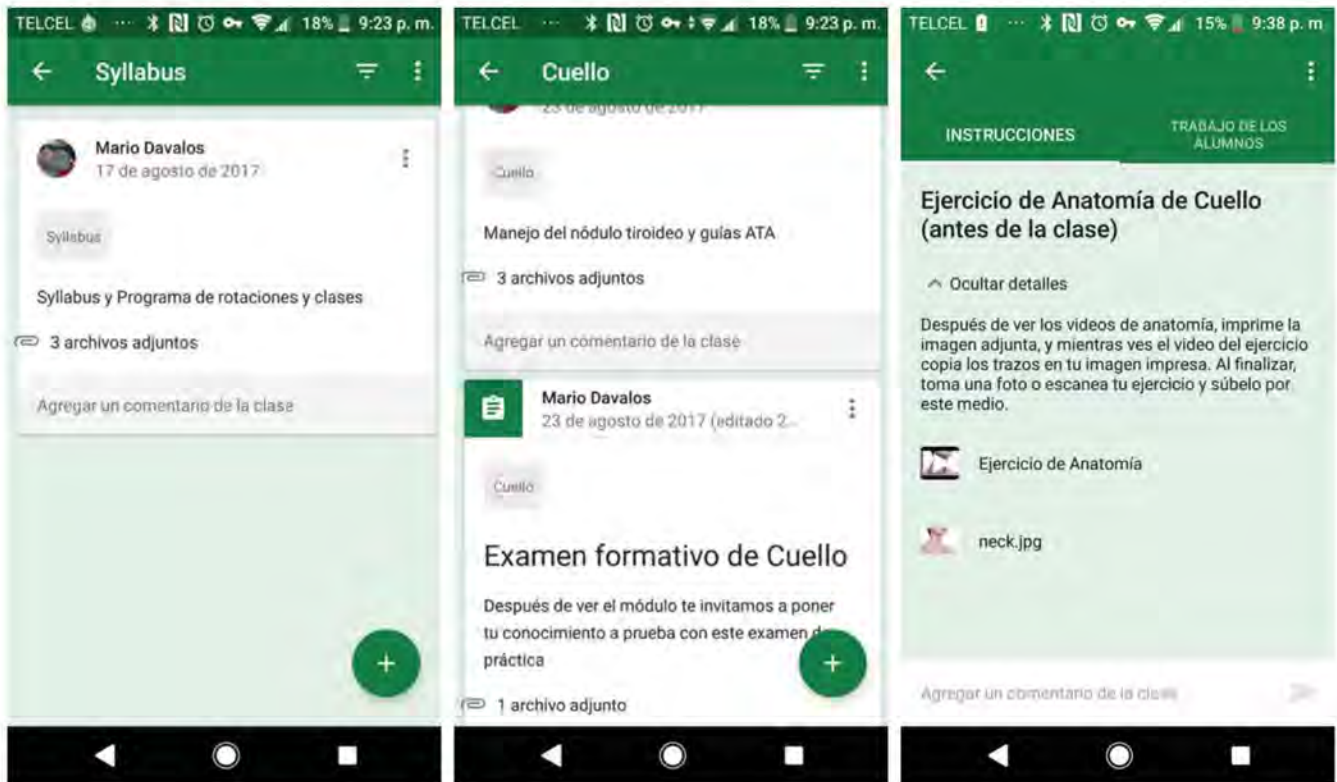 TELCEL ··· 18% 9:23 p. m.
Syllabus
Mario Davalos
17 de agosto de 2017
Syllabus
Syllabus y Programa de rotaciones y clases
3 archivos adjuntos
Agregar un comentario de la clase
TELCEL ··· 18% 9:23 p. m.
Cuello
23 de agosto de 2017
Cuello
Manejo del nódulo tiroideo y guías ATA
3 archivos adjuntos
Agregar un comentario de la clase
Mario Davalos
23 de agosto de 2017 (editado 2...
Cuello
Examen formativo de Cuello
Después de ver el módulo te invitamos a poner
tu conocimiento a prueba con este examen de
práctica
1 archivo adjunto
TELCEL ··· 15% 9:38 p. m
INSTRUCCIONES
TRABAJO DE LOS
ALUMNOS
Ejercicio de Anatomía de Cuello
(antes de la clase)
Ocultar detalles
Después de ver los videos de anatomía, imprime la
imagen adjunta, y mientras ves el video del ejercicio
copia los trazos en tu imagen impresa. Al finalizar,
toma una foto o escanea tu ejercicio y súbelo por
este medio.
Ejercicio de Anatomía
neck.jpg
Agregar un comentario de la clase